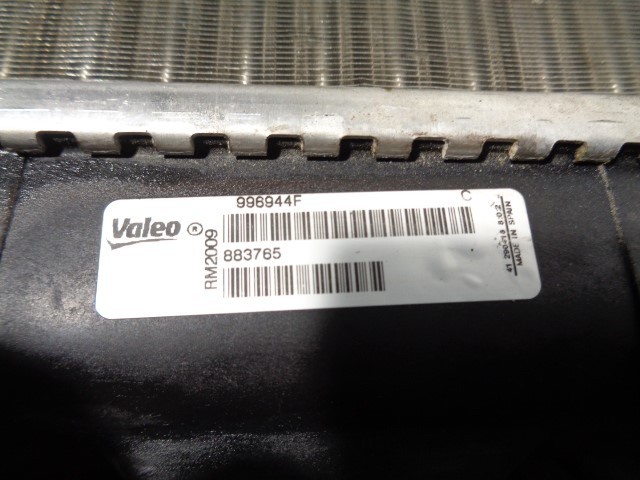 996944F
C
Valeo ®
RM2009
883765
MADE IN SPAIN